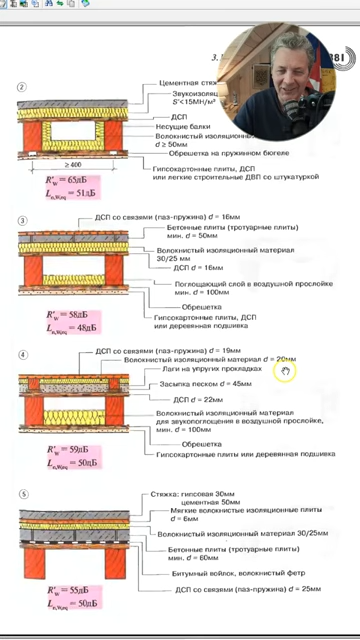 3.
381
2
Цементная стяж
Звукоизоляц
S'<15МН/м³
ДСП
Несущие балки
Волокнистый изоляционный
d ≥ 50мм
Обрешетка на пружинном бюгеле
≥400
Гипсокартонные плиты, ДСП
или легкие строительные ДВП со штукатуркой
R'w = 65дБ
Ln,w,eq = 51дБ
3
ДСП со связями (паз-пружина) d = 16мм
Бетонные плиты (тротуарные плиты)
мин. d = 50мм
Волокнистый изоляционный материал
30/25 мм
ДСП d = 16мм
Поглощающий слой в воздушной прослойке
мин. d = 100мм
Обрешетка
Гипсокартонные плиты, ДСП
или деревянная подшивка
R'w = 58дБ
Ln,w,eq = 48дБ
4
ДСП со связями (паз-пружина) d = 19мм
Волокнистый изоляционный материал d = 20мм
Лаги на упругих прокладках
Засыпка песком d = 45мм
ДСП d = 22мм
Волокнистый изоляционный материал
для звукопоглощения в воздушной прослойке,
мин. d = 100мм
Обрешетка
Гипсокартонные плиты или деревянная подшивка
R'w = 59дБ
Ln,w,eq = 50дБ
5
Стяжка: гипсовая 30мм
цементная 50мм
Мягкие волокнистые изоляционные плиты
d = 6мм
Волокнистый изоляционный материал 30/25мм
Бетонные плиты (тротуарные плиты)
мин. d = 60мм
Битумный войлок, волокнистый фетр
ДСП со связями (паз-пружина) d = 25мм
R'w = 55дБ
Ln,w,eq = 50дБ